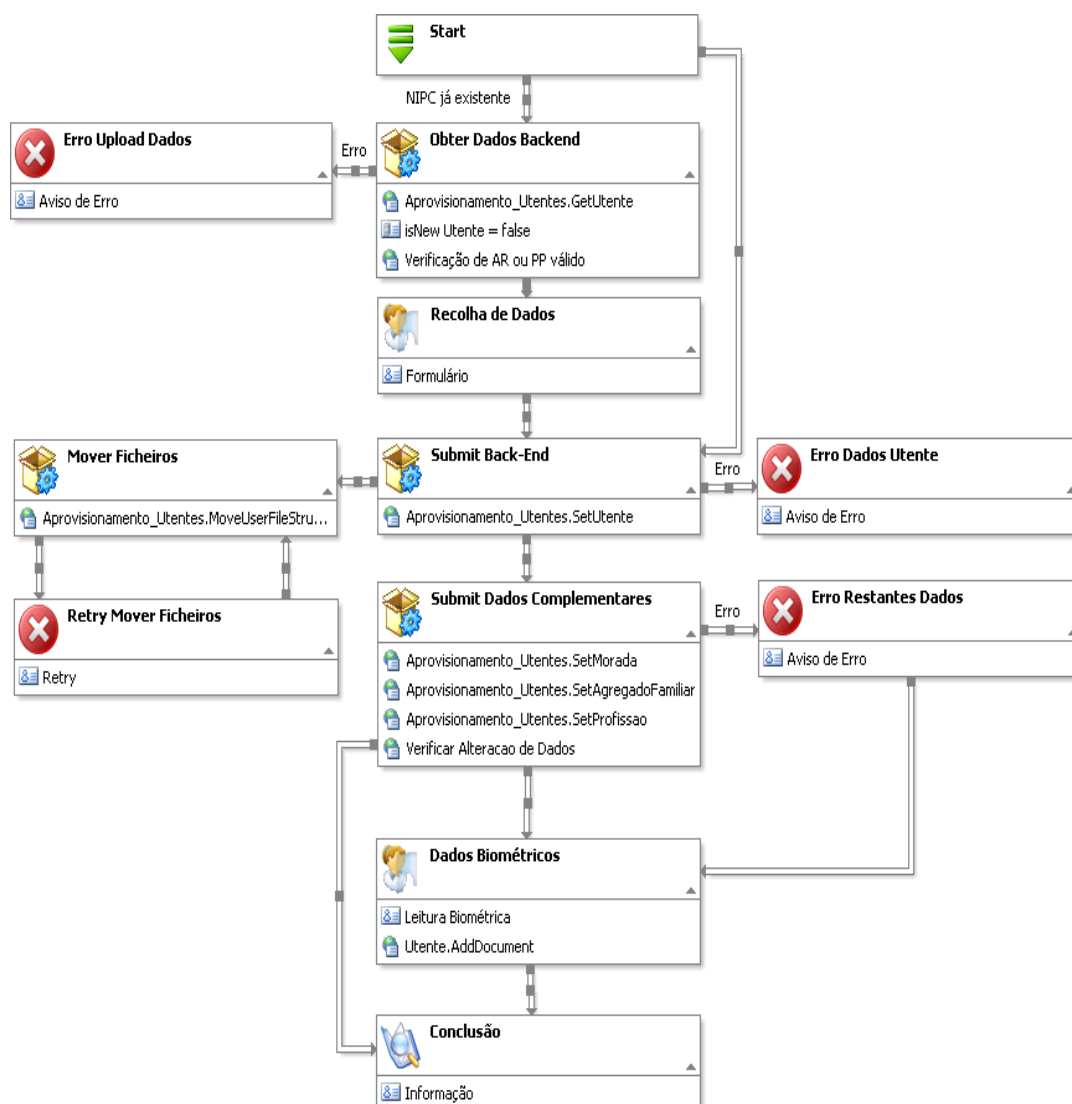 Start
NIPC já existente
Erro Upload Dados
Aviso de Erro
Erro
Obter Dados Backend
Aprovisionamento_Utentes.GetUtente
isNew Utente = false
Verificação de AR ou PP válido
Recolha de Dados
Formulário
Mover Ficheiros
Aprovisionamento_Utentes.MoveUserFileStru...
Submit Back-End
Aprovisionamento_Utentes.SetUtente
Erro
Erro Dados Utente
Aviso de Erro
Retry Mover Ficheiros
Retry
Submit Dados Complementares
Aprovisionamento_Utentes.SetMorada
Aprovisionamento_Utentes.SetAgregadoFamiliar
Aprovisionamento_Utentes.SetProfissao
Verificar Alteracao de Dados
Erro
Erro Restantes Dados
Aviso de Erro
Dados Biométricos
Leitura Biométrica
Utente.AddDocument
Conclusão
Informação